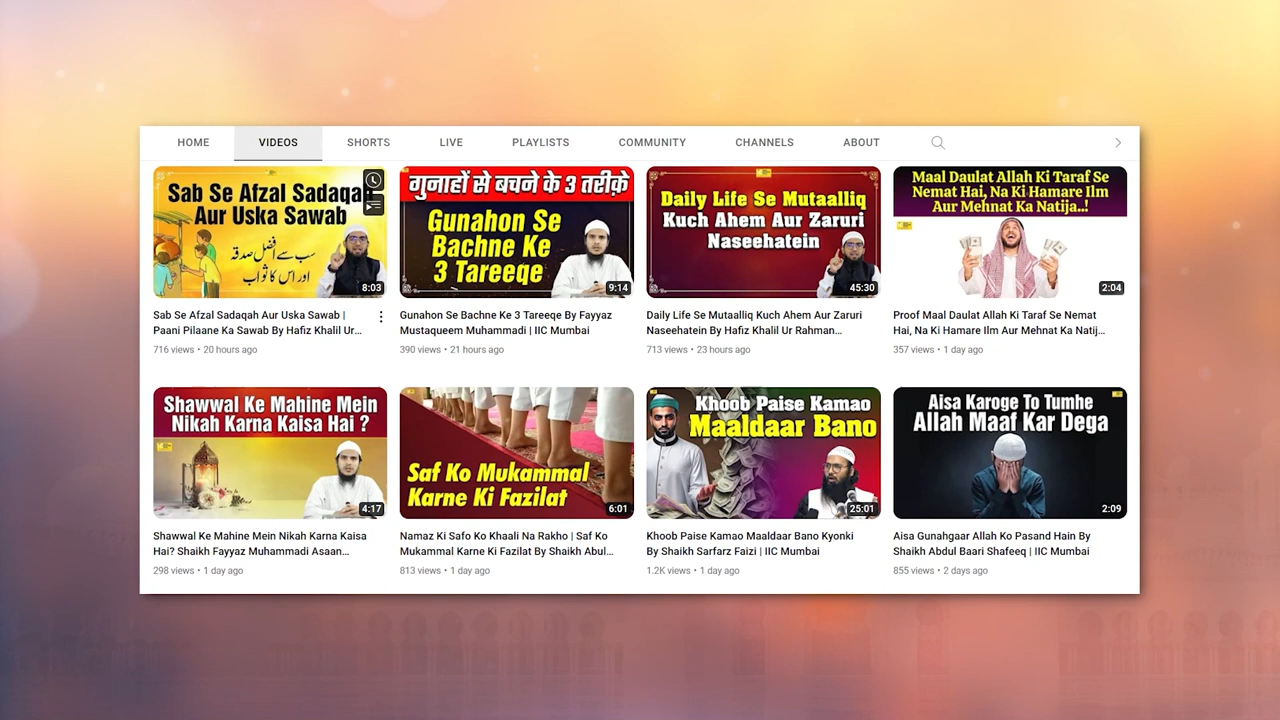 HOME VIDEOS SHORTS LIVE PLAYLISTS COMMUNITY CHANNELS ABOUT
Sab Se Afzal Sadaqah
Aur Uska Sawab
سب سے افضل صدقہ
اور اس کا ثواب
8:03
Sab Se Afzal Sadaqah Aur Uska Sawab |
Paani Pilaane Ka Sawab By Hafiz Khalil Ur...
716 views • 20 hours ago
गुनाहों से बचने के 3 तरीक़े
Gunahon Se
Bachne Ke
3 Tareeqe
9:14
Gunahon Se Bachne Ke 3 Tareeqe By Fayyaz
Mustaqueem Muhammadi | IIC Mumbai
390 views • 21 hours ago
Daily Life Se Mutaalliq
Kuch Ahem Aur Zaruri
Naseehatein
45:30
Daily Life Se Mutaalliq Kuch Ahem Aur Zaruri
Naseehatein By Hafiz Khalil Ur Rahman...
713 views • 23 hours ago
Maal Daulat Allah Ki Taraf Se
Nemat Hai, Na Ki Hamare Ilm
Aur Mehnat Ka Natija..!
2:04
Proof Maal Daulat Allah Ki Taraf Se Nemat
Hai, Na Ki Hamare Ilm Aur Mehnat Ka Natij...
357 views • 1 day ago
Shawwal Ke Mahine Mein
Nikah Karna Kaisa Hai ?
4:17
Shawwal Ke Mahine Mein Nikah Karna Kaisa
Hai? Shaikh Fayyaz Muhammadi Asaan...
298 views • 1 day ago
Saf Ko Mukammal
Karne Ki Fazilat
6:01
Namaz Ki Safo Ko Khaali Na Rakho | Saf Ko
Mukammal Karne Ki Fazilat By Shaikh Abul...
813 views • 1 day ago
Khoob Paise Kamao
Maaldaar Bano
25:01
Khoob Paise Kamao Maaldaar Bano Kyonki
By Shaikh Sarfarz Faizi | IIC Mumbai
1.2K views • 1 day ago
Aisa Karoge To Tumhe
Allah Maaf Kar Dega
2:09
Aisa Gunahgaar Allah Ko Pasand Hain By
Shaikh Abdul Baari Shafeeq | IIC Mumbai
855 views • 2 days ago